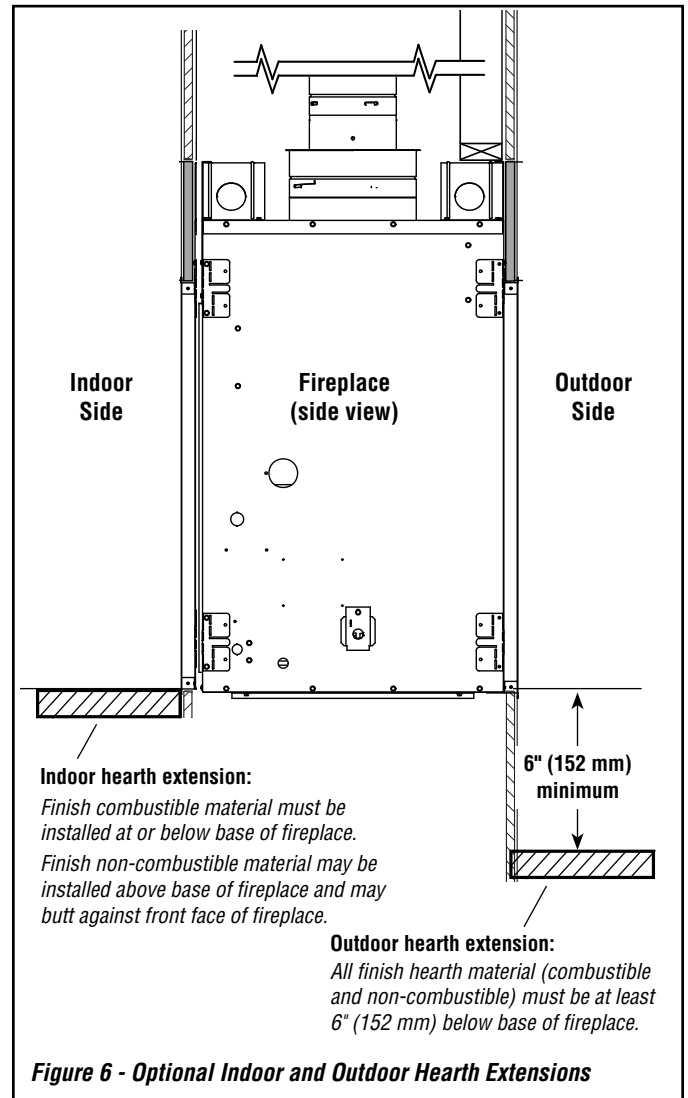 Indoor
Side
Fireplace
(side view)
Outdoor
Side
6" (152 mm)
minimum
Indoor hearth extension:
Finish combustible material must be
installed at or below base of fireplace.
Finish non-combustible material may be
installed above base of fireplace and may
butt against front face of fireplace.
Outdoor hearth extension:
All finish hearth material (combustible
and non-combustible) must be at least
6" (152 mm) below base of fireplace.
Figure 6 - Optional Indoor and Outdoor Hearth Extensions